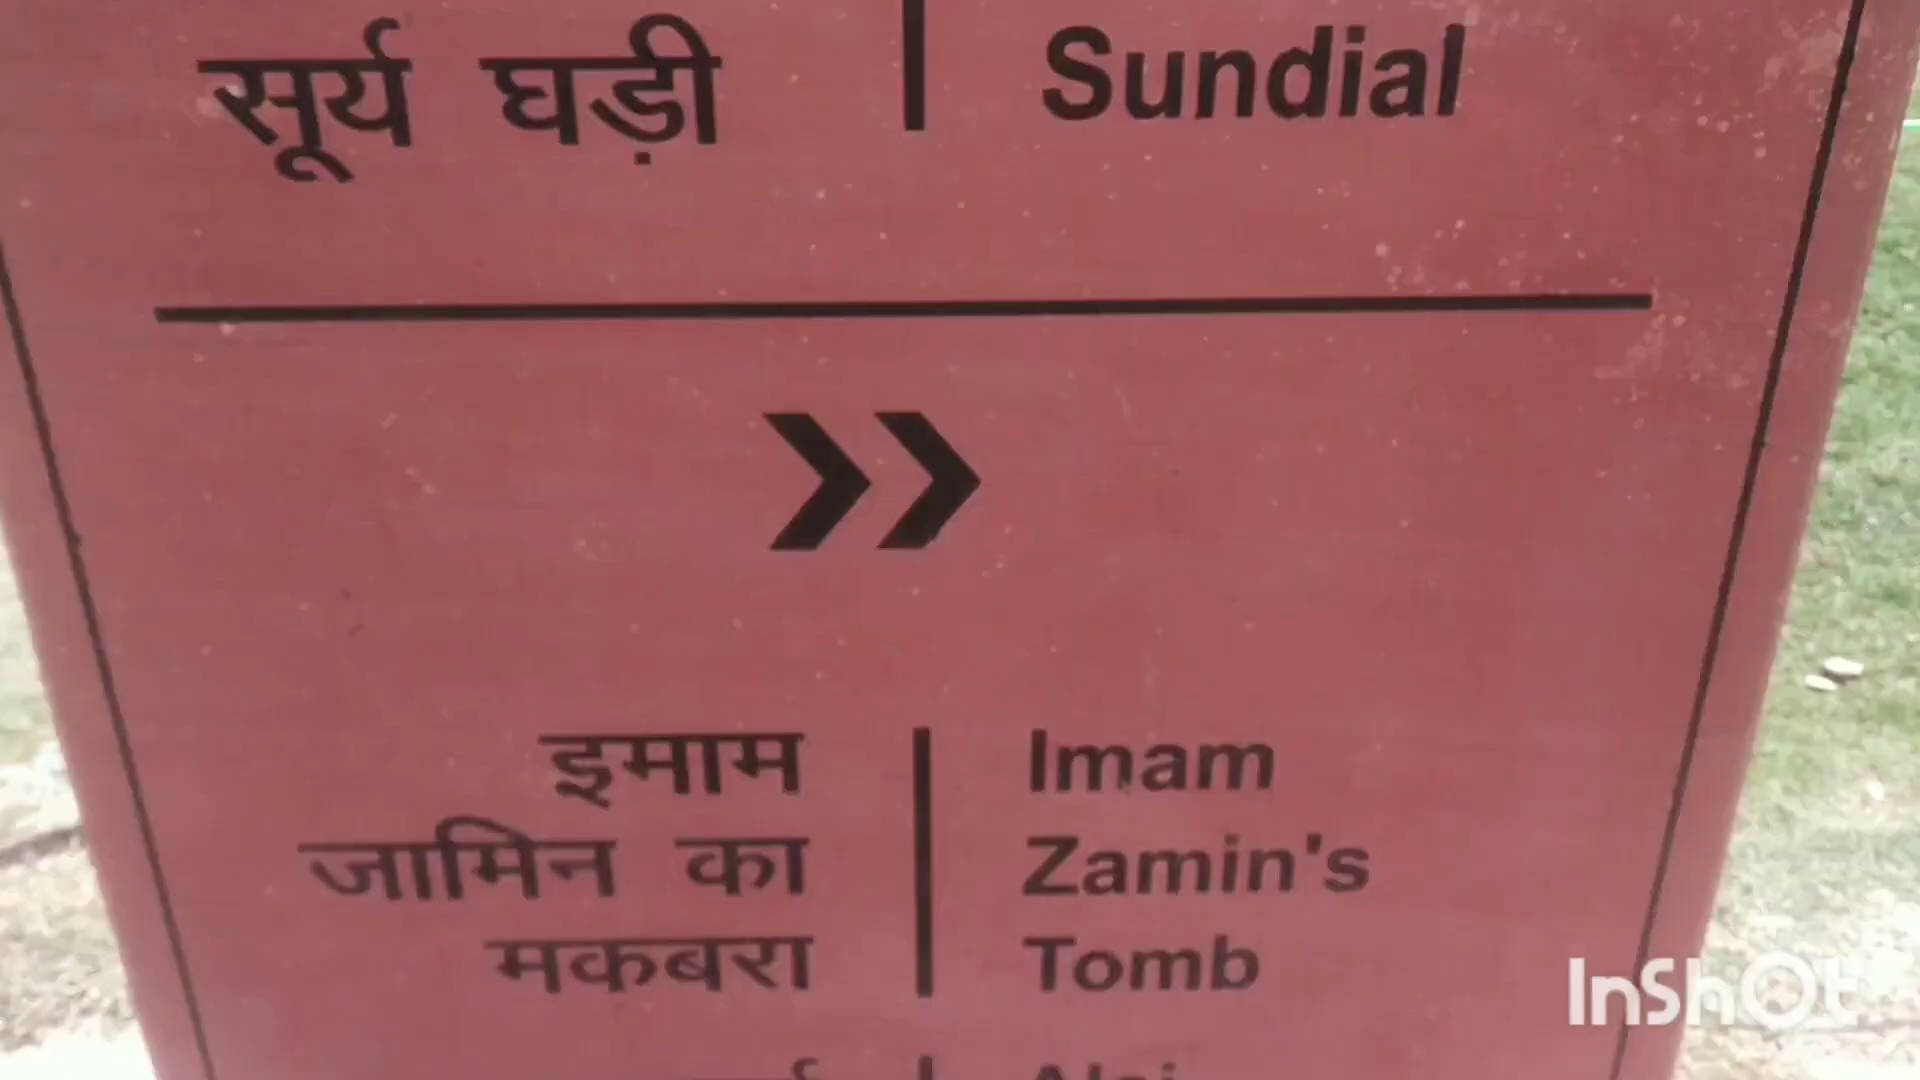 सूर्य घड़ी | Sundial
»
इमाम | Imam
जामिन का | Zamin's
मकबरा | Tomb
InShOt